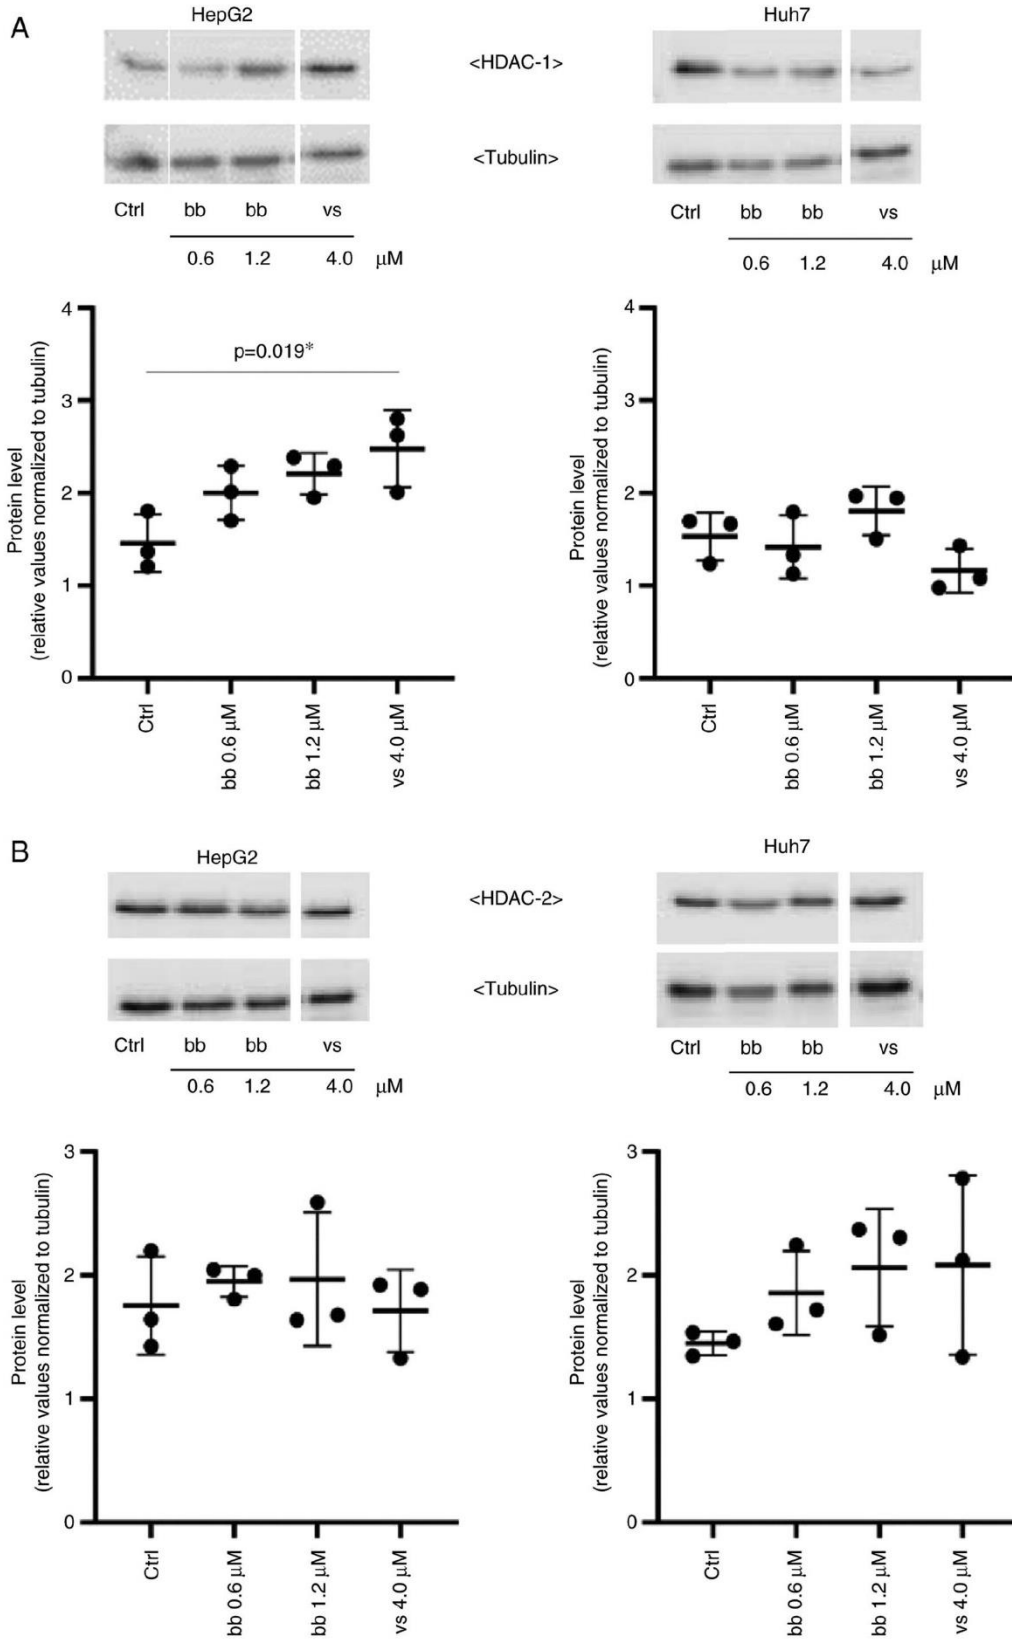 A
HepG2
Huh7
<HDAC-1>
<Tubulin>
Ctrl bb bb vs
0.6 1.2 4.0 μM
Ctrl bb bb vs
0.6 1.2 4.0 μM
Protein level
(relative values normalized to tubulin)
4
3
2
1
0
p=0.019*
Ctrl
bb 0.6 μM
bb 1.2 μM
vs 4.0 μM
Protein level
(relative values normalized to tubulin)
4
3
2
1
0
Ctrl
bb 0.6 μM
bb 1.2 μM
vs 4.0 μM
B
HepG2
Huh7
<HDAC-2>
<Tubulin>
Ctrl bb bb vs
0.6 1.2 4.0 μM
Ctrl bb bb vs
0.6 1.2 4.0 μM
Protein level
(relative values normalized to tubulin)
3
2
1
0
Ctrl
bb 0.6 μM
bb 1.2 μM
vs 4.0 μM
Protein level
(relative values normalized to tubulin)
3
2
1
0
Ctrl
bb 0.6 μM
bb 1.2 μM
vs 4.0 μM